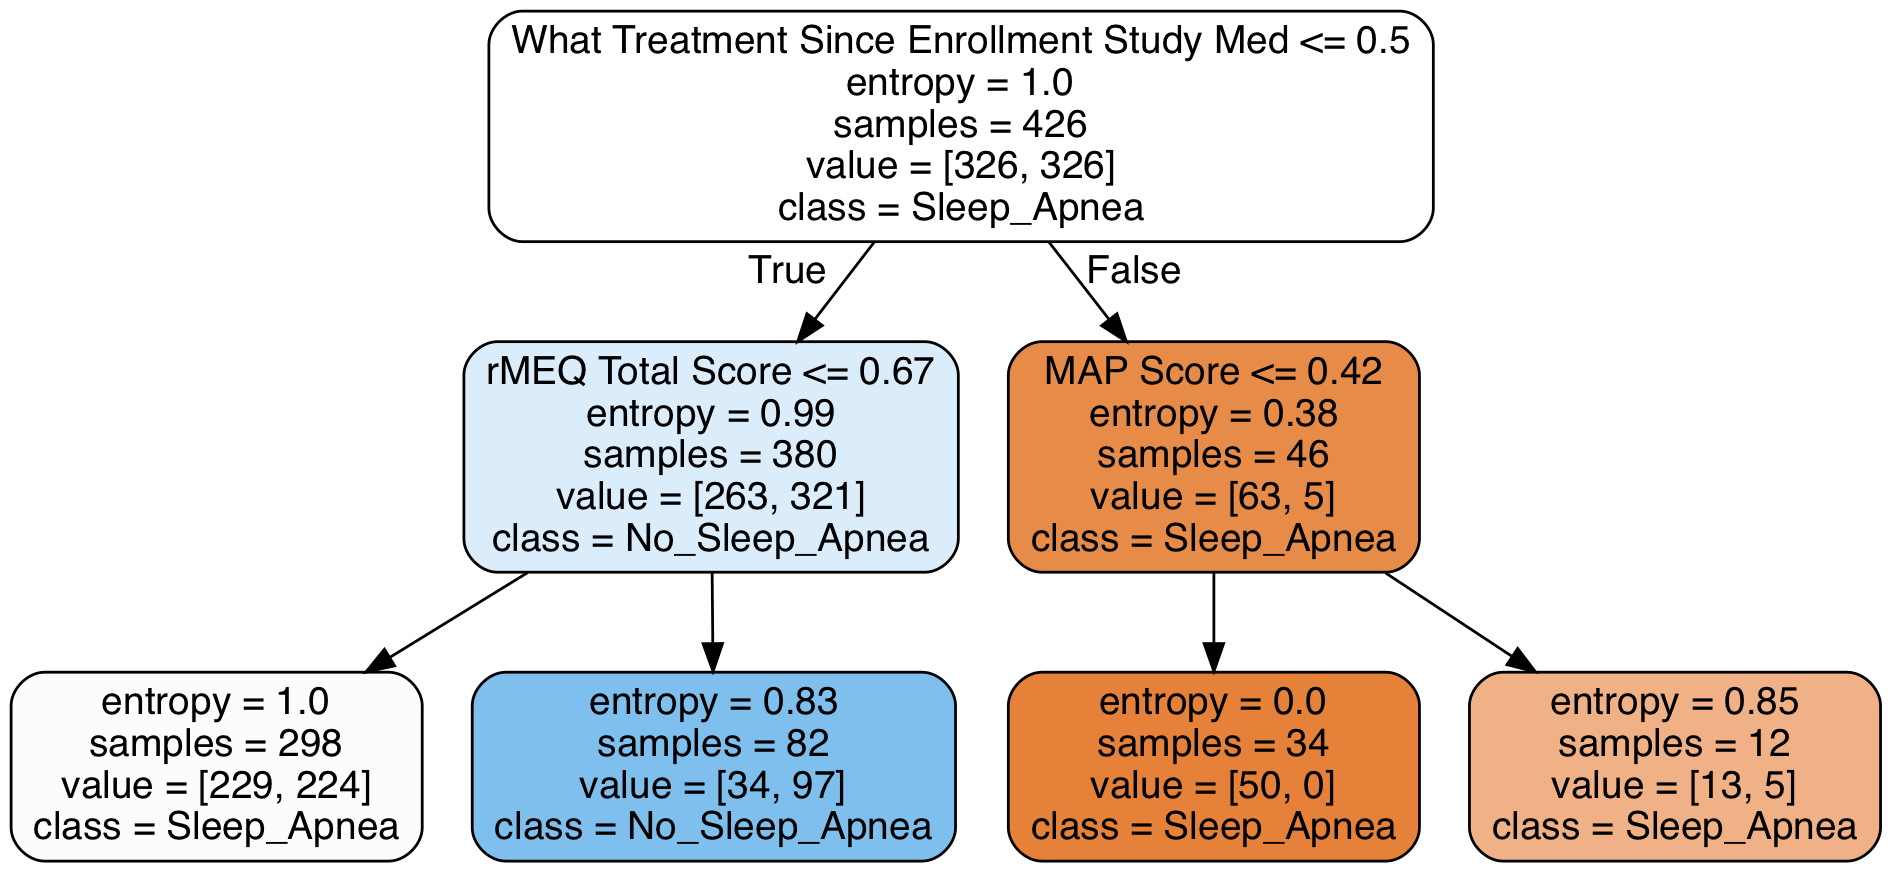 What Treatment Since Enrollment Study Med <= 0.5
entropy = 1.0
samples = 426
value = [326, 326]
class = Sleep_Apnea
True
False
rMEQ Total Score <= 0.67
entropy = 0.99
samples = 380
value = [263, 321]
class = No_Sleep_Apnea
MAP Score <= 0.42
entropy = 0.38
samples = 46
value = [63, 5]
class = Sleep_Apnea
entropy = 1.0
samples = 298
value = [229, 224]
class = Sleep_Apnea
entropy = 0.83
samples = 82
value = [34, 97]
class = No_Sleep_Apnea
entropy = 0.0
samples = 34
value = [50, 0]
class = Sleep_Apnea
entropy = 0.85
samples = 12
value = [13, 5]
class = Sleep_Apnea